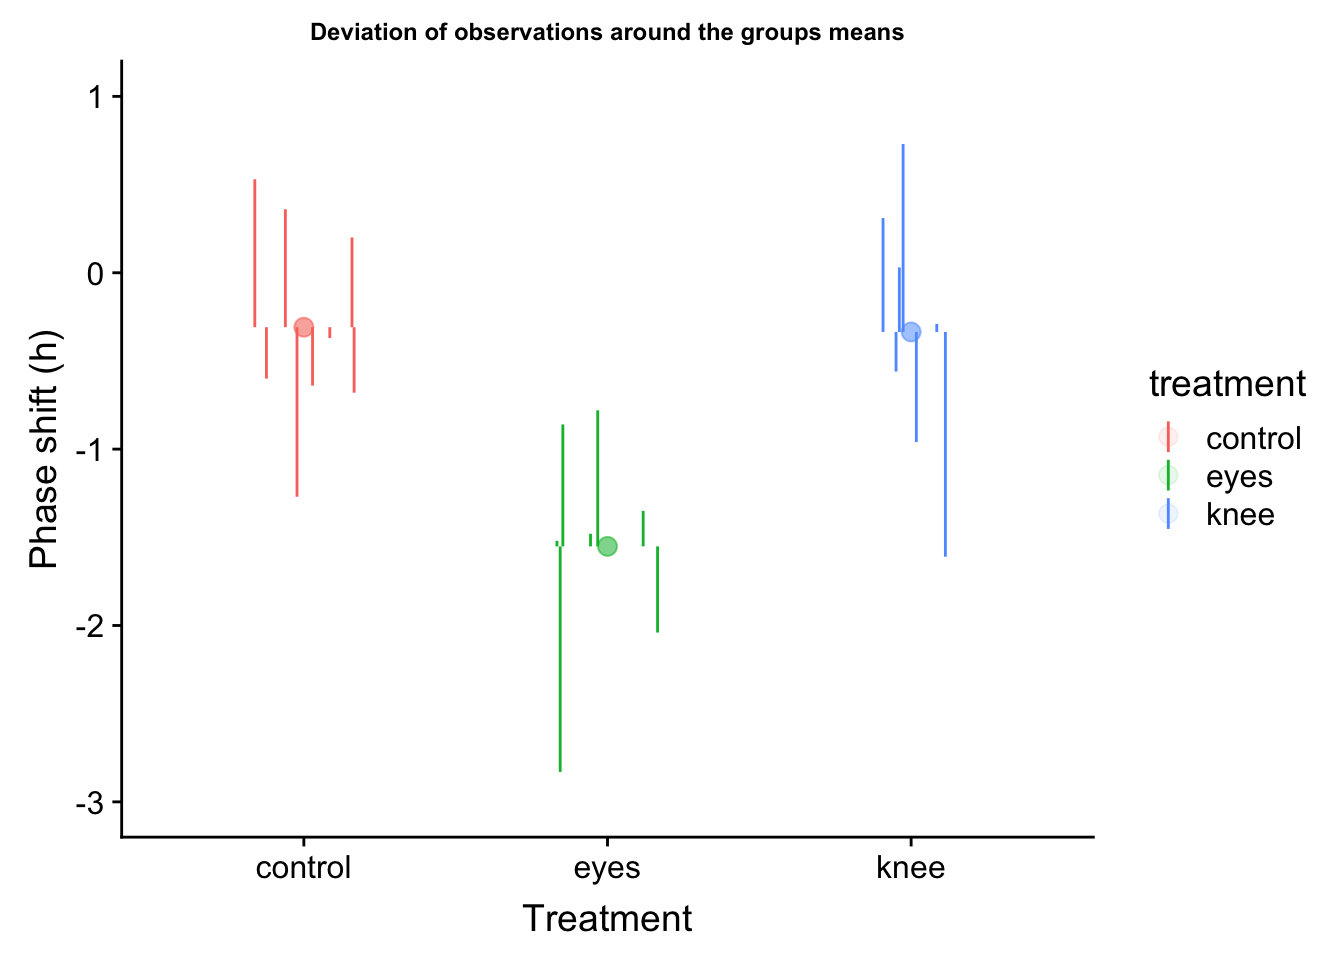 Deviation of observations around the groups means
Phase shift (h)
1
0
-1
-2
-3
control
eyes
knee
Treatment
treatment
control
eyes
knee